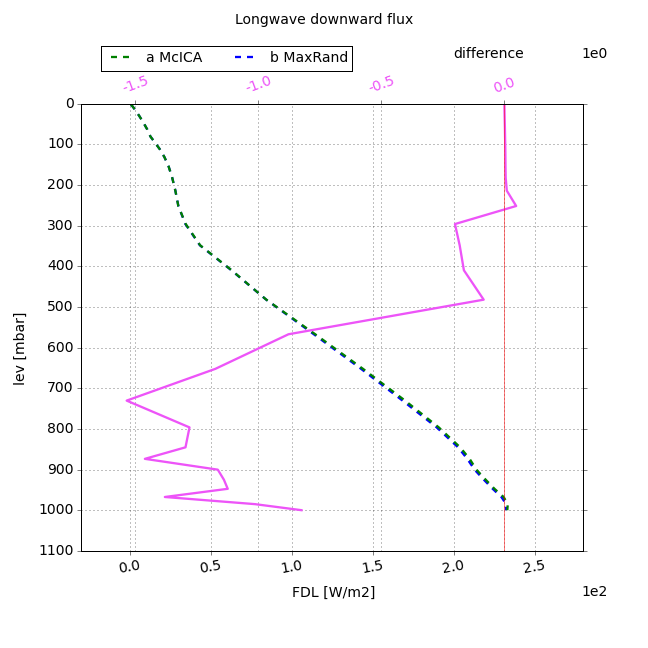 Longwave downward flux
a McICA b MaxRand difference 1e0
-1.5 -1.0 -0.5 0.0
0
100
200
300
400
500
600
700
800
900
1000
1100
lev [mbar]
0.0 0.5 1.0 1.5 2.0 2.5
FDL [W/m2] 1e2